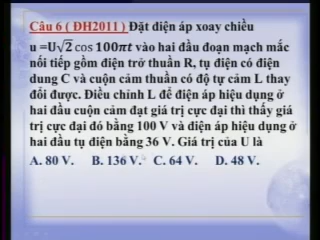 Câu 6 ( ĐH2011 ) Đặt điện áp xoay chiều
u =U√2 cos 100πt vào hai đầu đoạn mạch mắc
nối tiếp gồm điện trở thuần R, tụ điện có điện
dung C và cuộn cảm thuần có độ tự cảm L thay
đổi được. Điều chỉnh L để điện áp hiệu dụng ở
hai đầu cuộn cảm đạt giá trị cực đại thì thấy giá
trị cực đại đó bằng 100 V và điện áp hiệu dụng ở
hai đầu tụ điện bằng 36 V. Giá trị của U là
A. 80 V. B. 136 V. C. 64 V. D. 48 V.